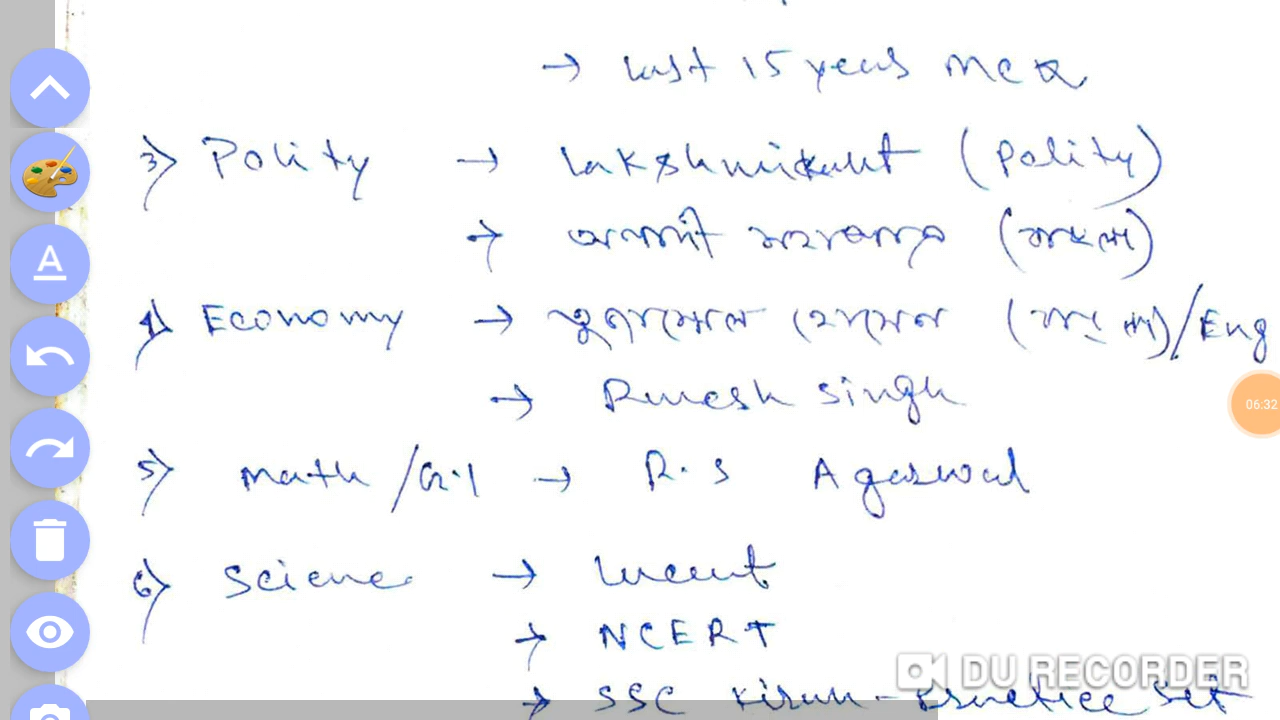 → last 15 years MCQ
3) Polity → Lakshmikant (Polity)
→ (বাংলা)
4) Economy → হোসেন (বাংলা)/Eng
→ Rmesh Singh
06:32
5) Math /G.I → R.S Agarwal
6) Science → Lucent
→ NCERT
DU RECORDER
→ SSC Kiran - Practice Set